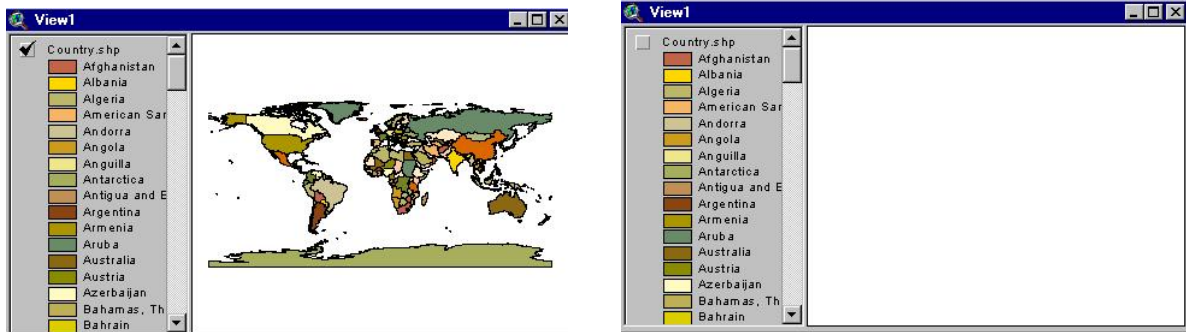 View1
Country.shp
Afghanistan
Albania
Algeria
American Sar
Andorra
Angola
Anguilla
Antarctica
Antigua and E
Argentina
Armenia
Aruba
Australia
Austria
Azerbaijan
Bahamas, Th
Bahrain
View1
Country.shp
Afghanistan
Albania
Algeria
American Sar
Andorra
Angola
Anguilla
Antarctica
Antigua and E
Argentina
Armenia
Aruba
Australia
Austria
Azerbaijan
Bahamas, Th
Bahrain